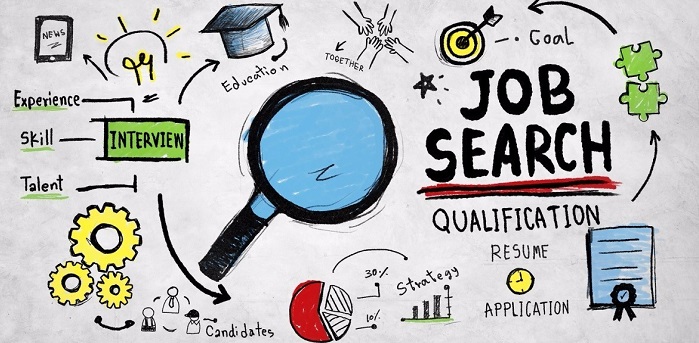 NEWS
Education
TOGETHER
Goal
JOB
SEARCH
Experience
Skill
Talent
INTERVIEW
QUALIFICATION
RESUME
APPLICATION
30%
10%
Strategy
Candidates